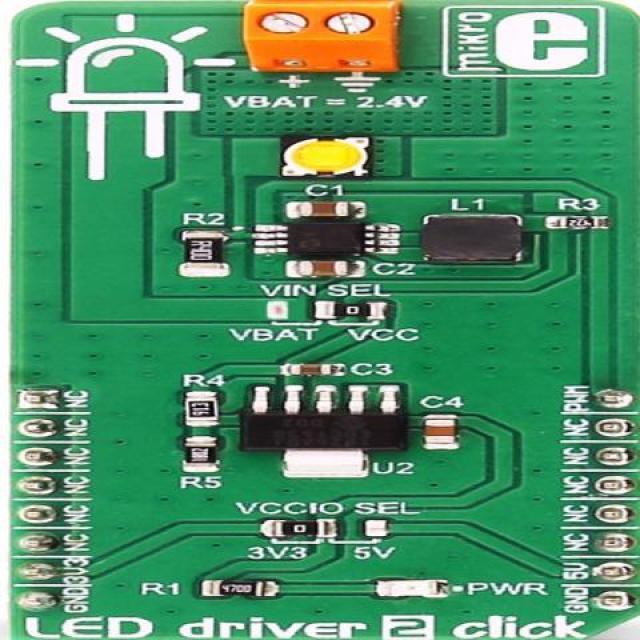 mikro e
+
VBAT = 2.4V
C1
R2
L1
R3
C2
VIN SEL
VBAT VCC
C3
R4
C4
NC
NC
NC
NC
NC
NC
3V3
GND
PWM
NC
NC
NC
NC
NC
5V
GND
U2
R5
VCCIO SEL
3V3 5V
R1
4700
PWR
LED driver 2 click